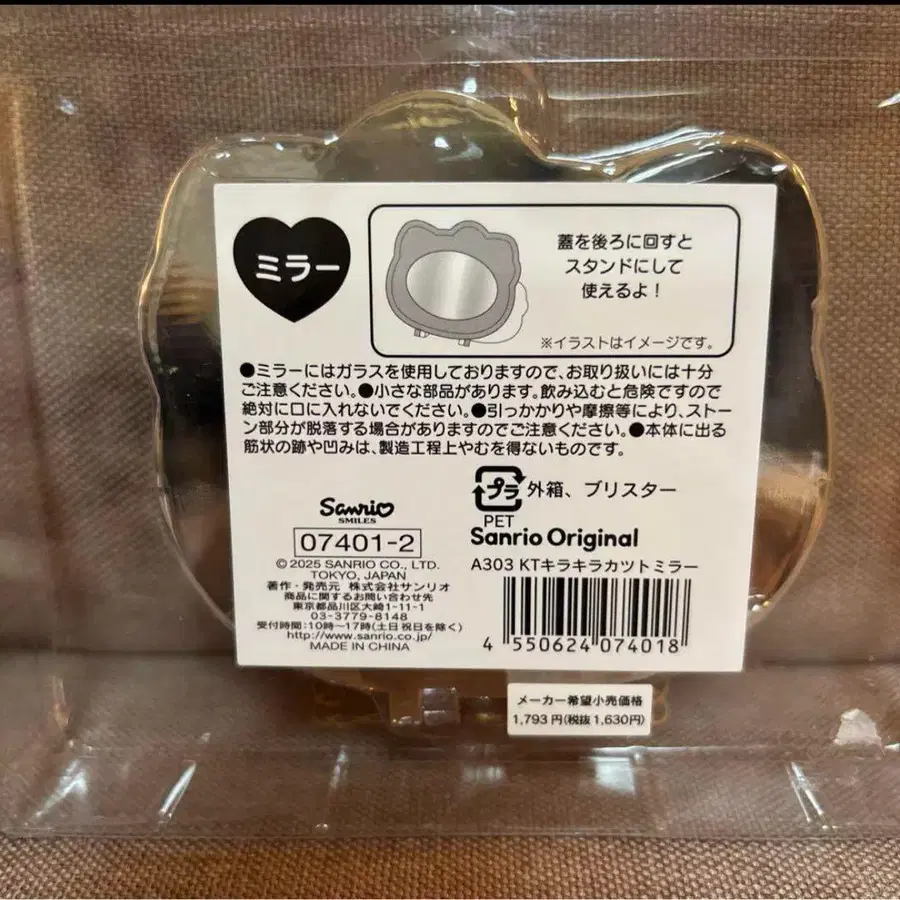 ミラー
蓋を後ろに回すと
スタンドにして
使えるよ!
※イラストはイメージです。
●ミラーにはガラスを使用しておりますので、お取り扱いには十分
ご注意ください。●小さな部品があります。飲み込むと危険ですので
絶対に口に入れないでください。●引っかかりや摩擦等により、ストー
ン部分が脱落する場合がありますのでご注意ください。●本体に出る
筋状の跡や凹みは、製造工程上やむを得ないものです。
プラ 外箱、ブリスター
PET
Sanrio
SMILES
07401-2
© 2025 SANRIO CO., LTD.
TOKYO, JAPAN
著作・発売元 株式会社サンリオ
商品に関するお問い合わせ先
東京都品川区大崎1-11-1
03-3779-8148
受付時間:10時〜17時(土日祝日を除く)
http://www.sanrio.co.jp/
MADE IN CHINA
Sanrio Original
A303 KTキラキラカットミラー
4 550624 074018
メーカー希望小売価格
1,793円(税抜1,630円)